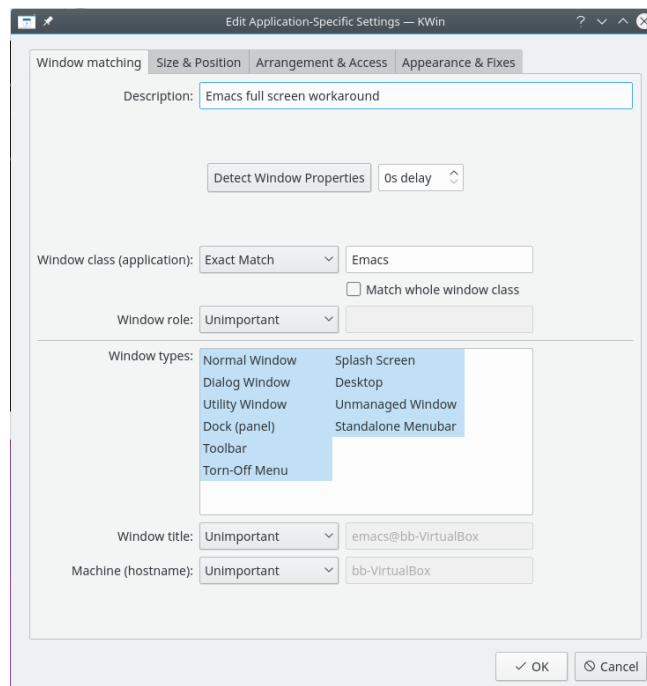 Edit Application-Specific Settings — KWin
Window matching Size & Position Arrangement & Access Appearance & Fixes
Description: Emacs full screen workaround
Detect Window Properties 0s delay
Window class (application): Exact Match Emacs
Match whole window class
Window role: Unimportant
Window types: Normal Window Splash Screen
Dialog Window Desktop
Utility Window Unmanaged Window
Dock (panel) Standalone Menubar
Toolbar
Torn-Off Menu
Window title: Unimportant emacs@bb-VirtualBox
Machine (hostname): Unimportant bb-VirtualBox
OK Cancel